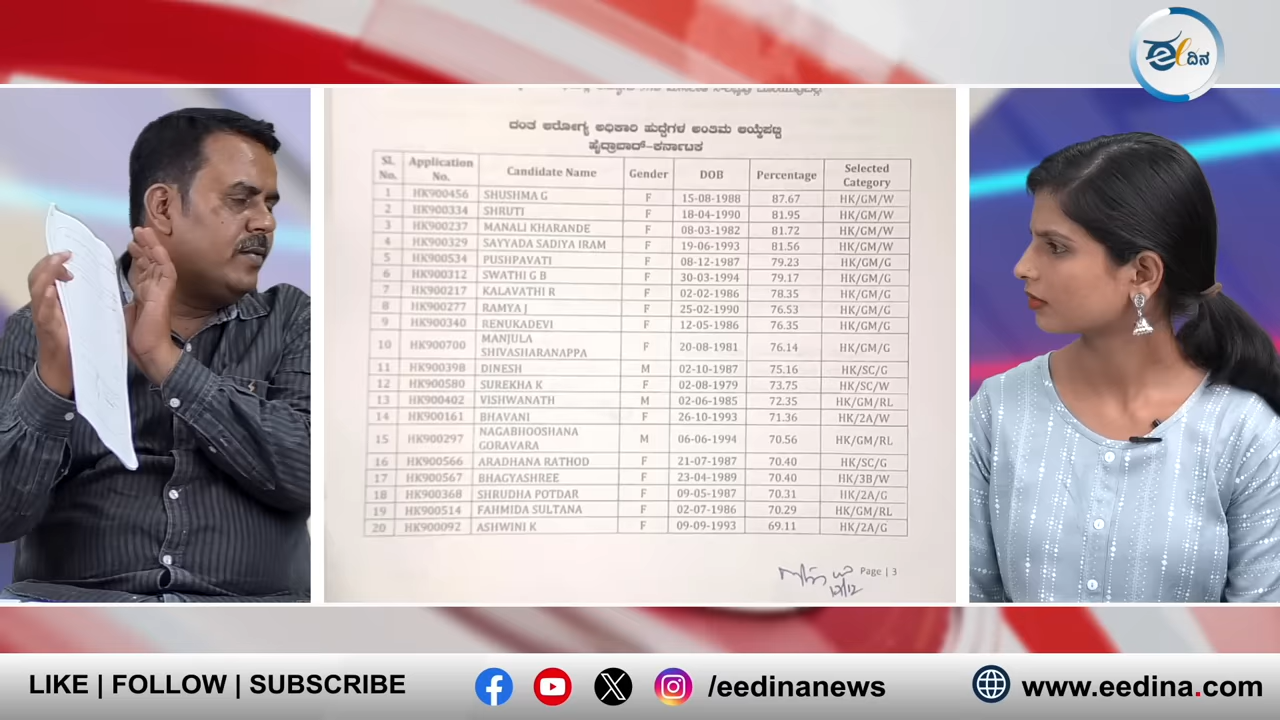 ಈ d ದಿನ
ದಂತ ಆರೋಗ್ಯ ಅಧಿಕಾರಿ ಹುದ್ದೆಗಳ ಅಂತಿಮ ಆಯ್ಕೆಪಟ್ಟಿ
ಹೈದ್ರಾಬಾದ್-ಕರ್ನಾಟಕ
Sl. No. Application No. Candidate Name Gender DOB Percentage Selected Category
1 HK900456 SHUSHMA G F 15-08-1988 87.67 HK/GM/W
2 HK900334 SHRUTI F 18-04-1990 81.95 HK/GM/W
3 HK900237 MANALI KHARANDE F 08-03-1982 81.72 HK/GM/W
4 HK900329 SAYYADA SADIYA IRAM F 19-06-1993 81.56 HK/GM/W
5 HK900534 PUSHPAVATI F 08-12-1987 79.23 HK/GM/G
6 HK900312 SWATHI G B F 30-03-1994 79.17 HK/GM/G
7 HK900217 KALAVATHI R F 02-02-1986 78.35 HK/GM/G
8 HK900277 RAMYA J F 25-02-1990 76.53 HK/GM/G
9 HK900340 RENUKADEVI F 12-05-1986 76.35 HK/GM/G
10 HK900700 MANJULA SHIVASHARANAPPA F 20-08-1981 76.14 HK/GM/G
11 HK900398 DINESH M 02-10-1987 75.16 HK/SC/G
12 HK900580 SUREKHA K F 02-08-1979 73.75 HK/SC/W
13 HK900402 VISHWANATH M 02-06-1985 72.35 HK/GM/RL
14 HK900161 BHAVANI F 26-10-1993 71.36 HK/2A/W
15 HK900297 NAGABHOOSHANA GORAVARA M 06-06-1994 70.56 HK/GM/RL
16 HK900566 ARADHANA RATHOD F 21-07-1987 70.40 HK/SC/G
17 HK900567 BHAGYASHREE F 23-04-1989 70.40 HK/3B/W
18 HK900368 SHRUDHA POTDAR F 09-05-1987 70.31 HK/2A/G
19 HK900514 FAHMIDA SULTANA F 02-07-1986 70.29 HK/GM/RL
20 HK900092 ASHWINI K F 09-09-1993 69.11 HK/2A/G
Page | 3
LIKE | FOLLOW | SUBSCRIBE /eedinanews www.eedina.com